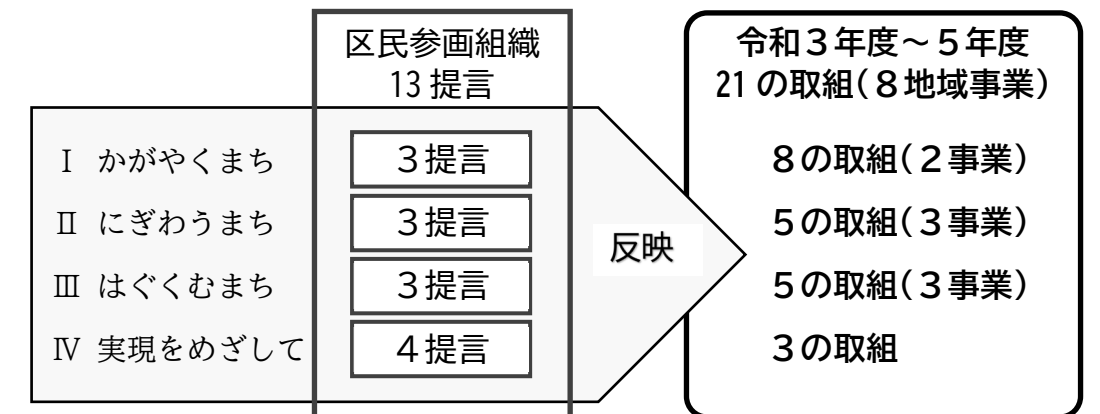 区民参画組織
13提言
令和３年度～５年度
21の取組（８地域事業）
Ⅰ かがやくまち
３提言
８の取組（２事業）
Ⅱ にぎわうまち
３提言
５の取組（３事業）
Ⅲ はぐくむまち
３提言
５の取組（３事業）
Ⅳ 実現をめざして
４提言
３の取組
反映